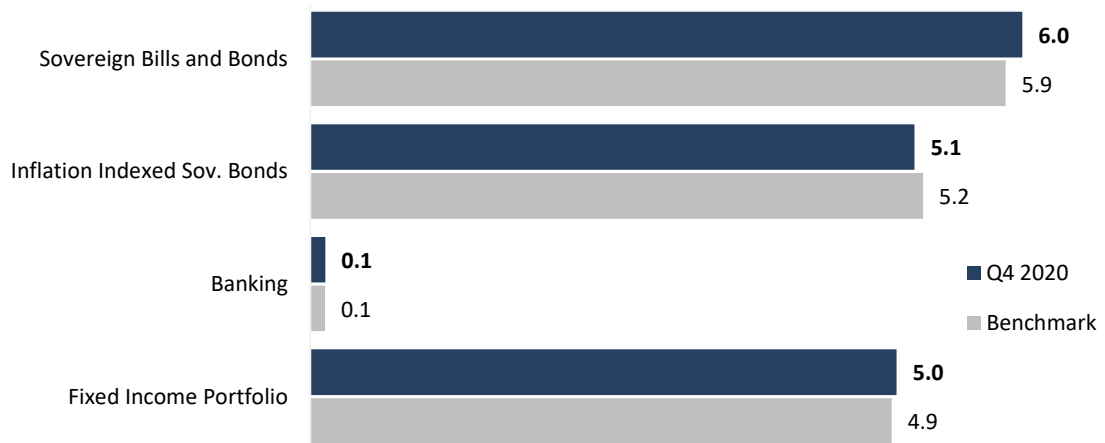 Sovereign Bills and Bonds
6.0
5.9
Inflation Indexed Sov. Bonds
5.1
5.2
Banking
0.1
0.1
Q4 2020
Benchmark
Fixed Income Portfolio
5.0
4.9